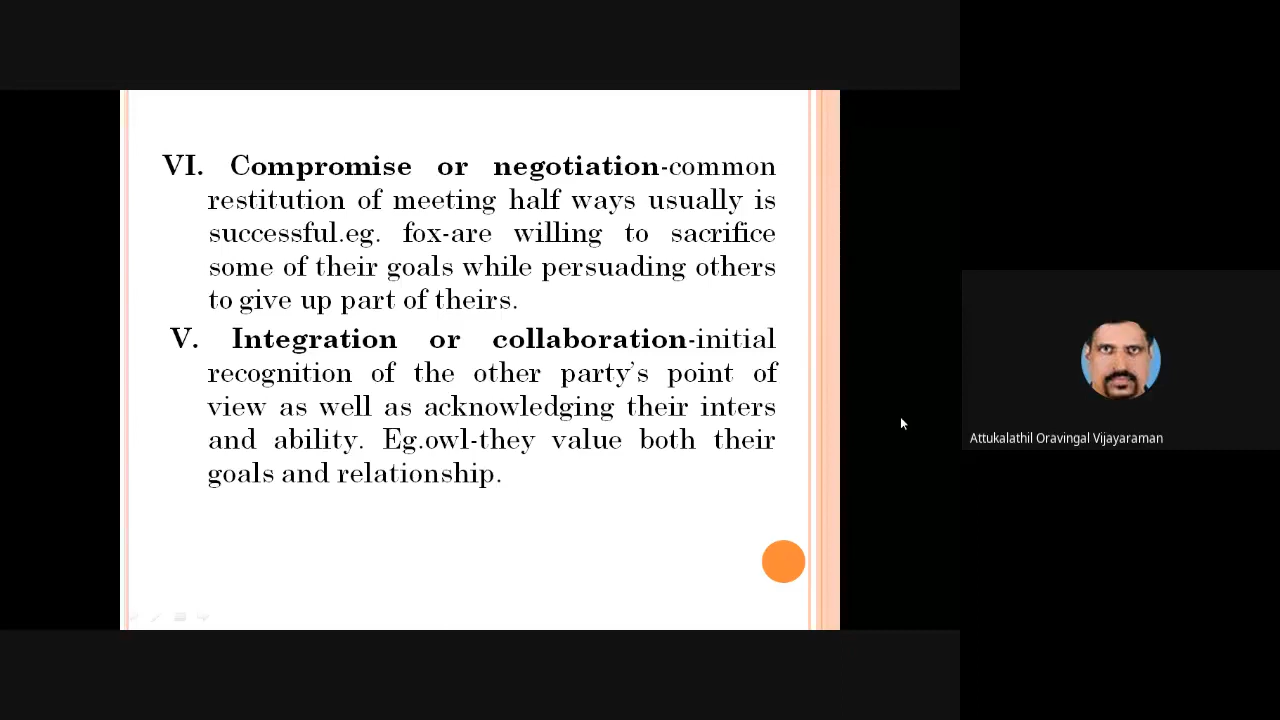 VI. Compromise or negotiation-common
restitution of meeting half ways usually is
successful.eg. fox-are willing to sacrifice
some of their goals while persuading others
to give up part of theirs.
V. Integration or collaboration-initial
recognition of the other party’s point of
view as well as acknowledging their inters
and ability. Eg.owl-they value both their
goals and relationship.
Attukalathil Oravingal Vijayaraman